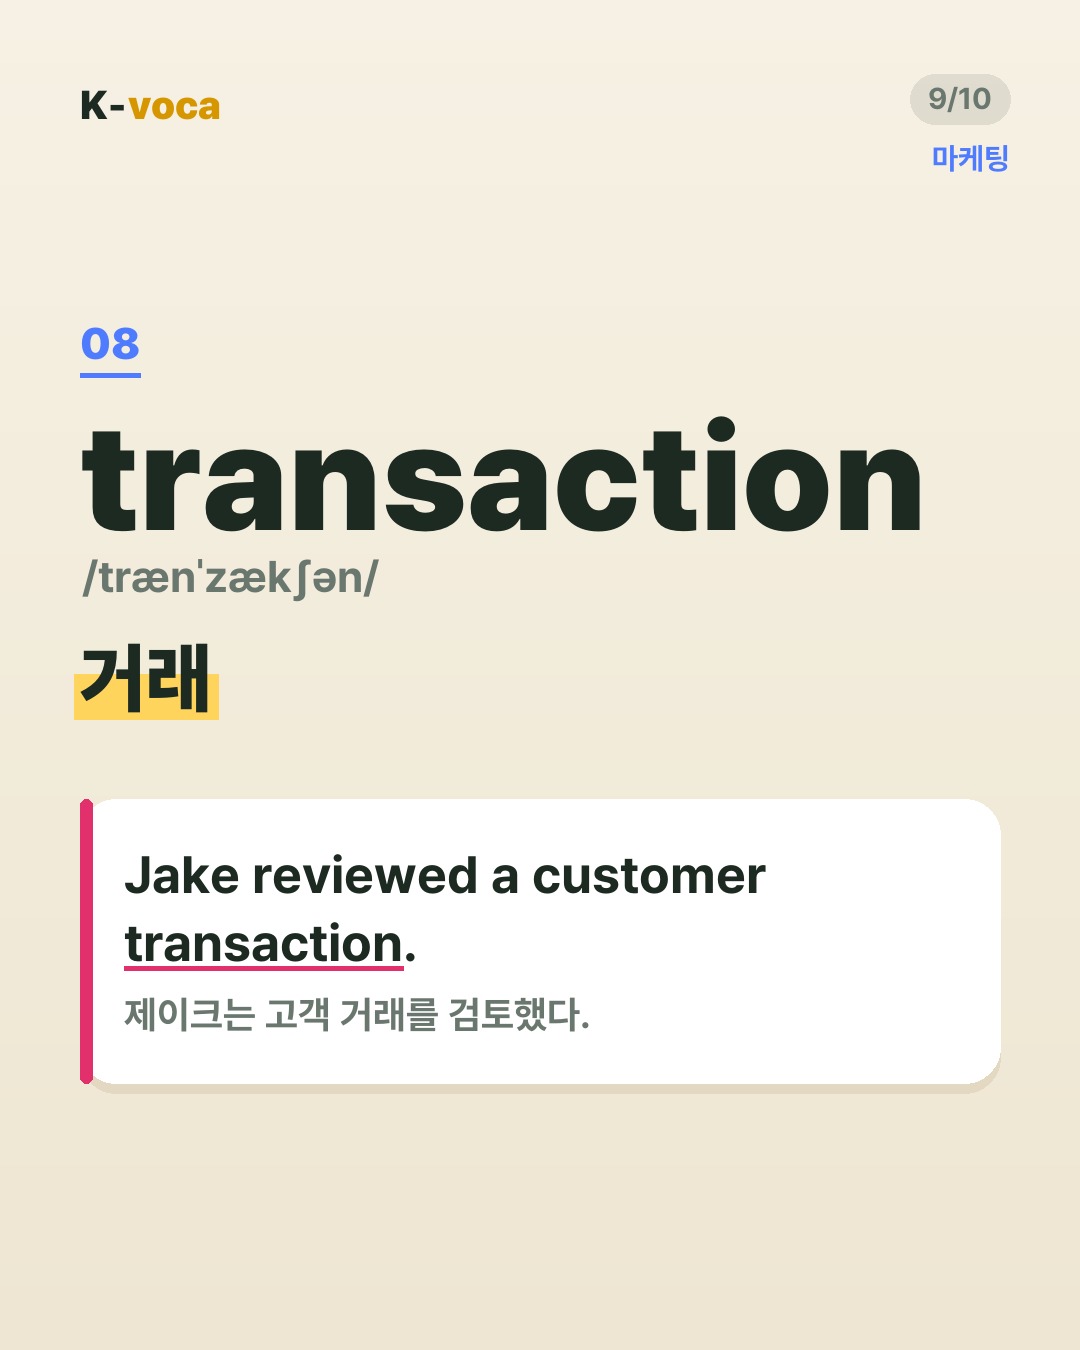 K-voca
9/10
마케팅
08
transaction
/trænˈzækʃən/
거래
Jake reviewed a customer
transaction.
제이크는 고객 거래를 검토했다.